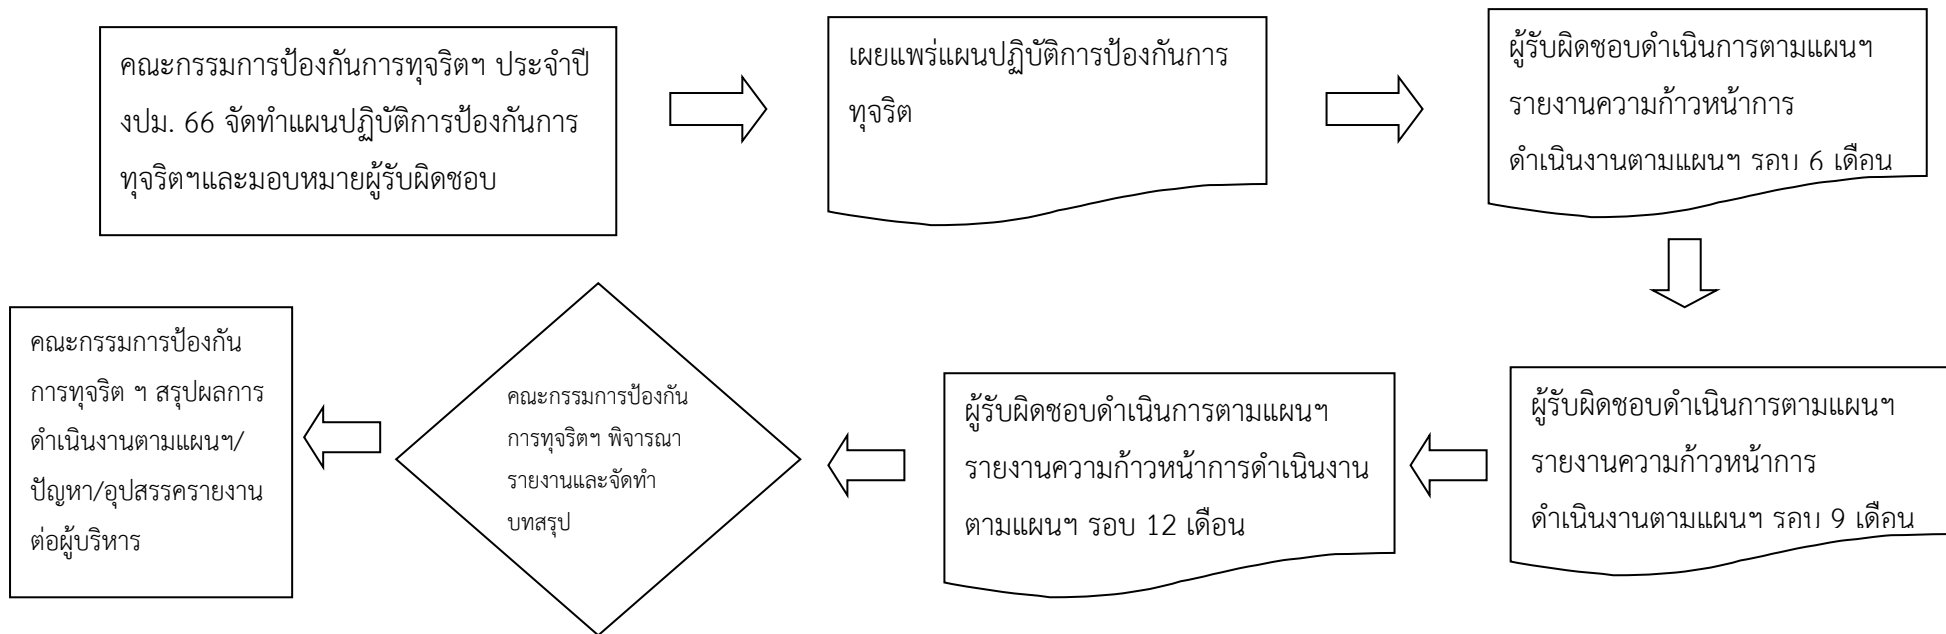 คณะกรรมการป้องกันการทุจริตฯ ประจำปี
งปม. 66 จัดทำแผนปฏิบัติการป้องกันการ
ทุจริตฯและมอบหมายผู้รับผิดชอบ
เผยแพร่แผนปฏิบัติการป้องกันการ
ทุจริต
ผู้รับผิดชอบดำเนินการตามแผนฯ
รายงานความก้าวหน้าการ
ดำเนินงานตามแผนฯ รอบ 6 เดือน
ผู้รับผิดชอบดำเนินการตามแผนฯ
รายงานความก้าวหน้าการ
ดำเนินงานตามแผนฯ รอบ 9 เดือน
ผู้รับผิดชอบดำเนินการตามแผนฯ
รายงานความก้าวหน้าการดำเนินงาน
ตามแผนฯ รอบ 12 เดือน
คณะกรรมการป้องกัน
การทุจริตฯ พิจารณา
รายงานและจัดทำ
บทสรุป
คณะกรรมการป้องกัน
การทุจริต ฯ สรุปผลการ
ดำเนินงานตามแผนฯ/
ปัญหา/อุปสรรครายงาน
ต่อผู้บริหาร